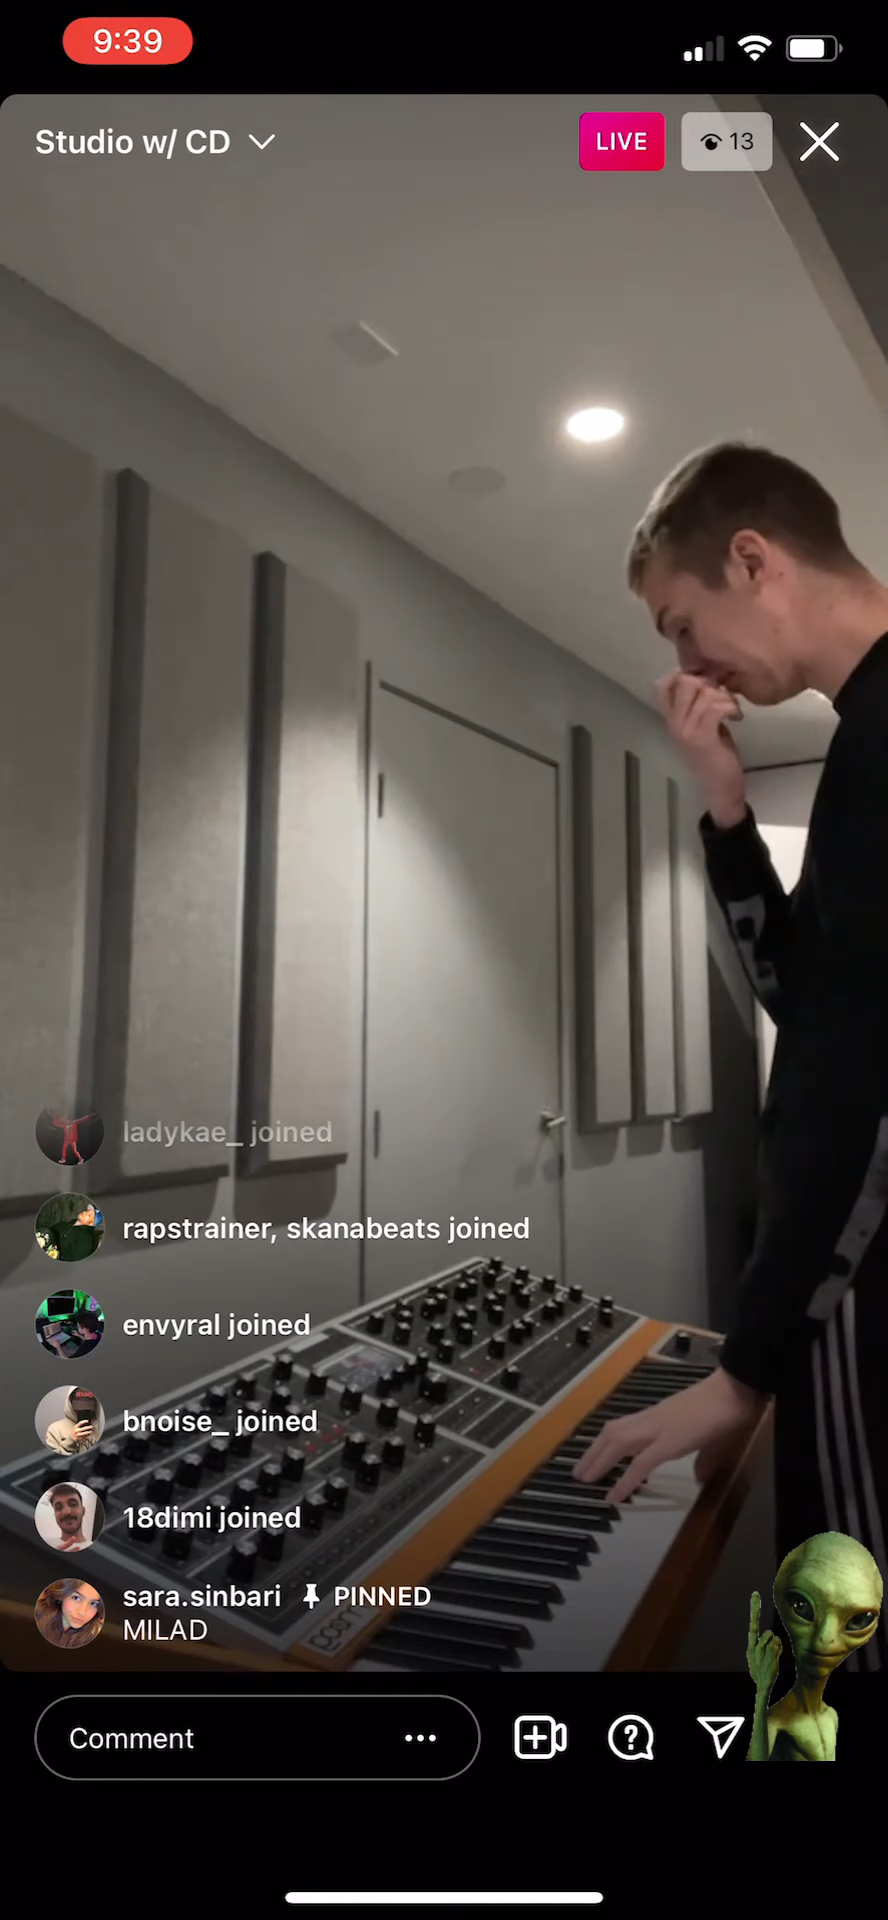 9:39
Studio w/ CD
LIVE
13
ladykae_ joined
rapstrainer, skanabeats joined
envyral joined
bnoise_ joined
18dimi joined
sara.sinbari PINNED
MILAD
moog
Comment
?